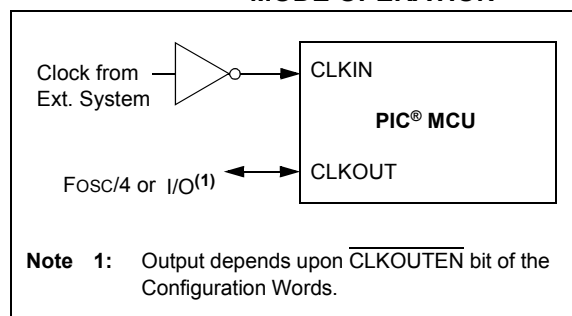 MODE OPERATION
Clock from
Ext. System
CLKIN
PIC® MCU
FOSC/4 or I/O(1)
CLKOUT
Note 1: Output depends upon CLKOUTEN bit of the
Configuration Words.